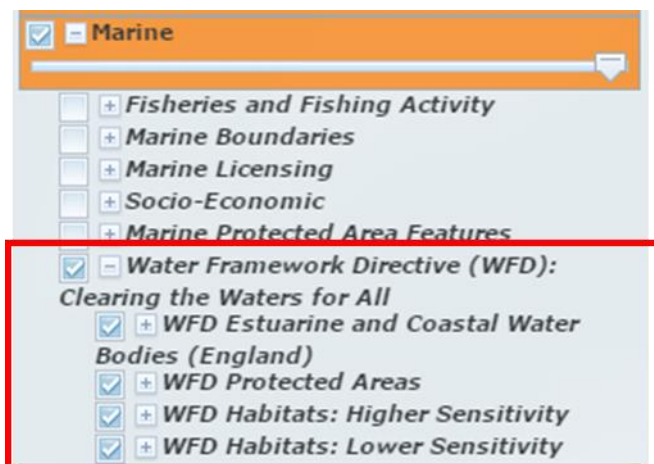 Marine
Fisheries and Fishing Activity
Marine Boundaries
Marine Licensing
Socio-Economic
Marine Protected Area Features
Water Framework Directive (WFD):
Clearing the Waters for All
WFD Estuarine and Coastal Water
Bodies (England)
WFD Protected Areas
WFD Habitats: Higher Sensitivity
WFD Habitats: Lower Sensitivity